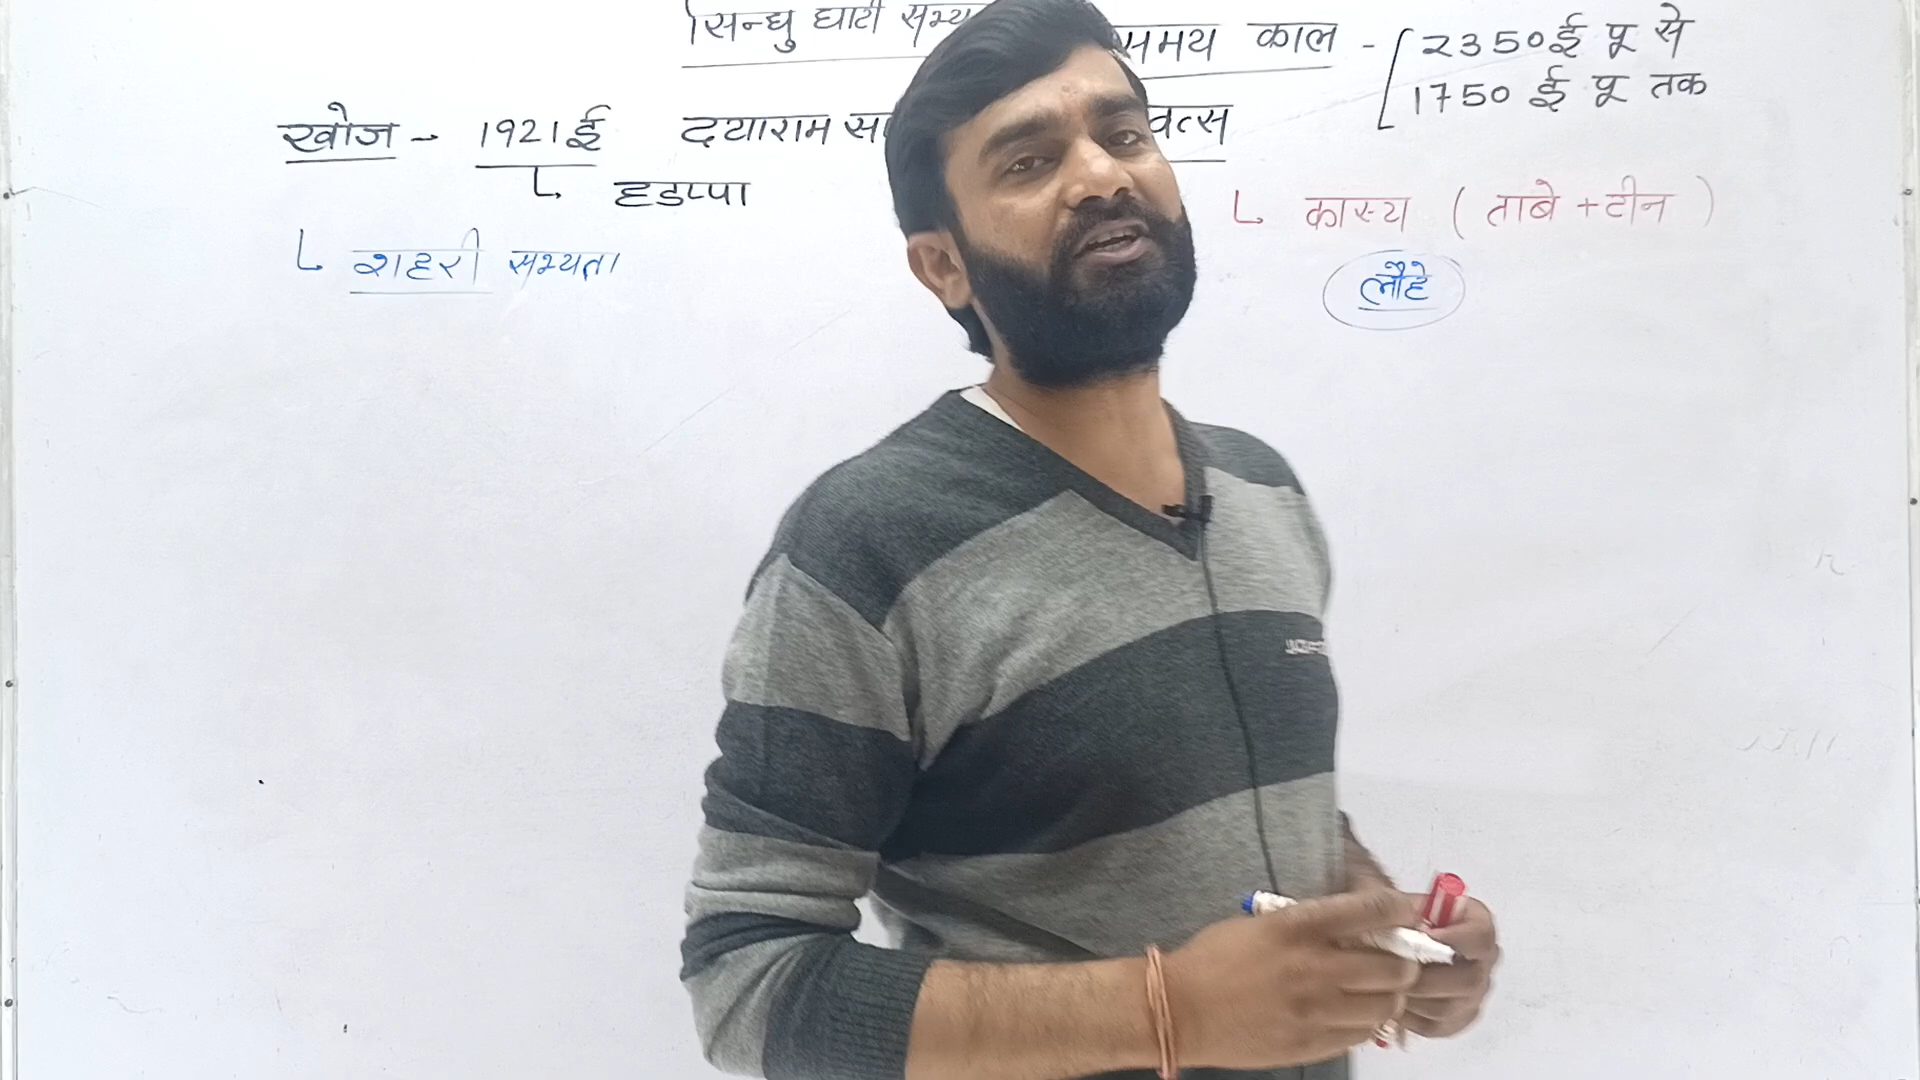 सिन्धु घाटी सभ्य समय काल - [ 2350 ई पू से
1750 ई पू तक
खोज - 1921 ई दयाराम सा वत्स
हडप्पा
कास्य ( ताबे + टीन )
शहरी सभ्यता
लौहे